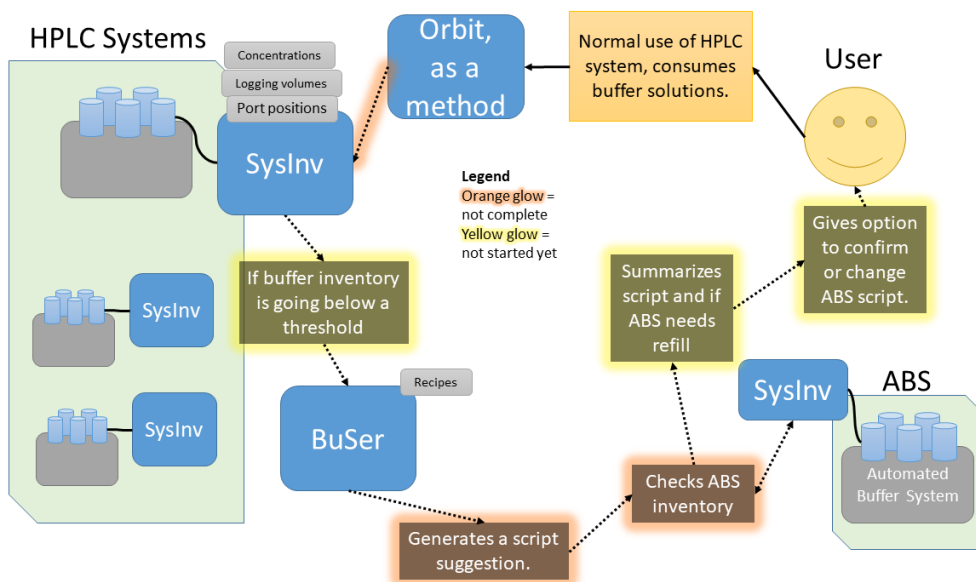 HPLC Systems
Concentrations
Logging volumes
Port positions
SysInv
Orbit,
as a
method
Normal use of HPLC
system, consumes
buffer solutions.
User
Legend
Orange glow =
not complete
Yellow glow =
not started yet
Gives option
to confirm
or change
ABS script.
If buffer inventory
is going below a
threshold
Summarizes
script and if
ABS needs
refill
SysInv
SysInv
Recipes
BuSer
SysInv
ABS
Automated
Buffer System
Checks ABS
inventory
Generates a script
suggestion.